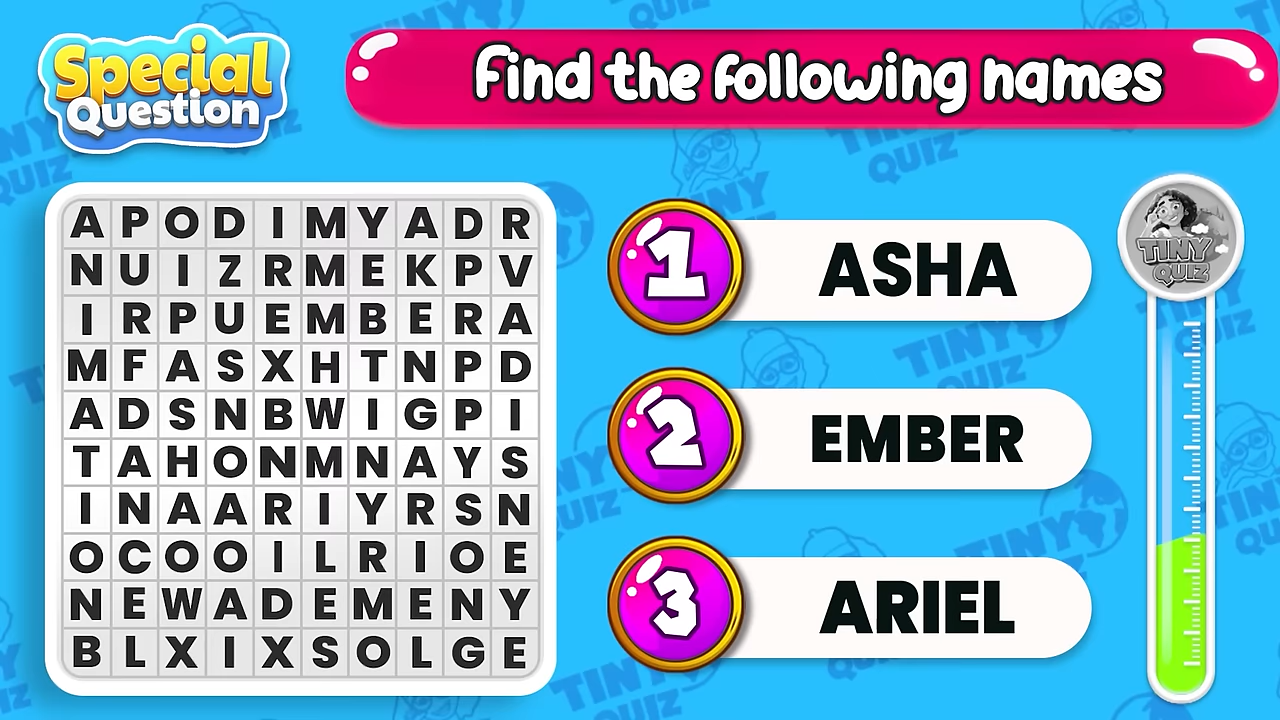 Special
Question
Find the following names
A P O D I M Y A D R
N U I Z R M E K P V
I R P U E M B E R A
M F A S X H T N P D
A D S N B W I G P I
T A H O N M N A Y S
I N A A R I Y R S N
O C O O I L R I O E
N E W A D E M E N Y
B L X I X S O L G E
1 ASHA
2 EMBER
3 ARIEL
TINY
QUIZ